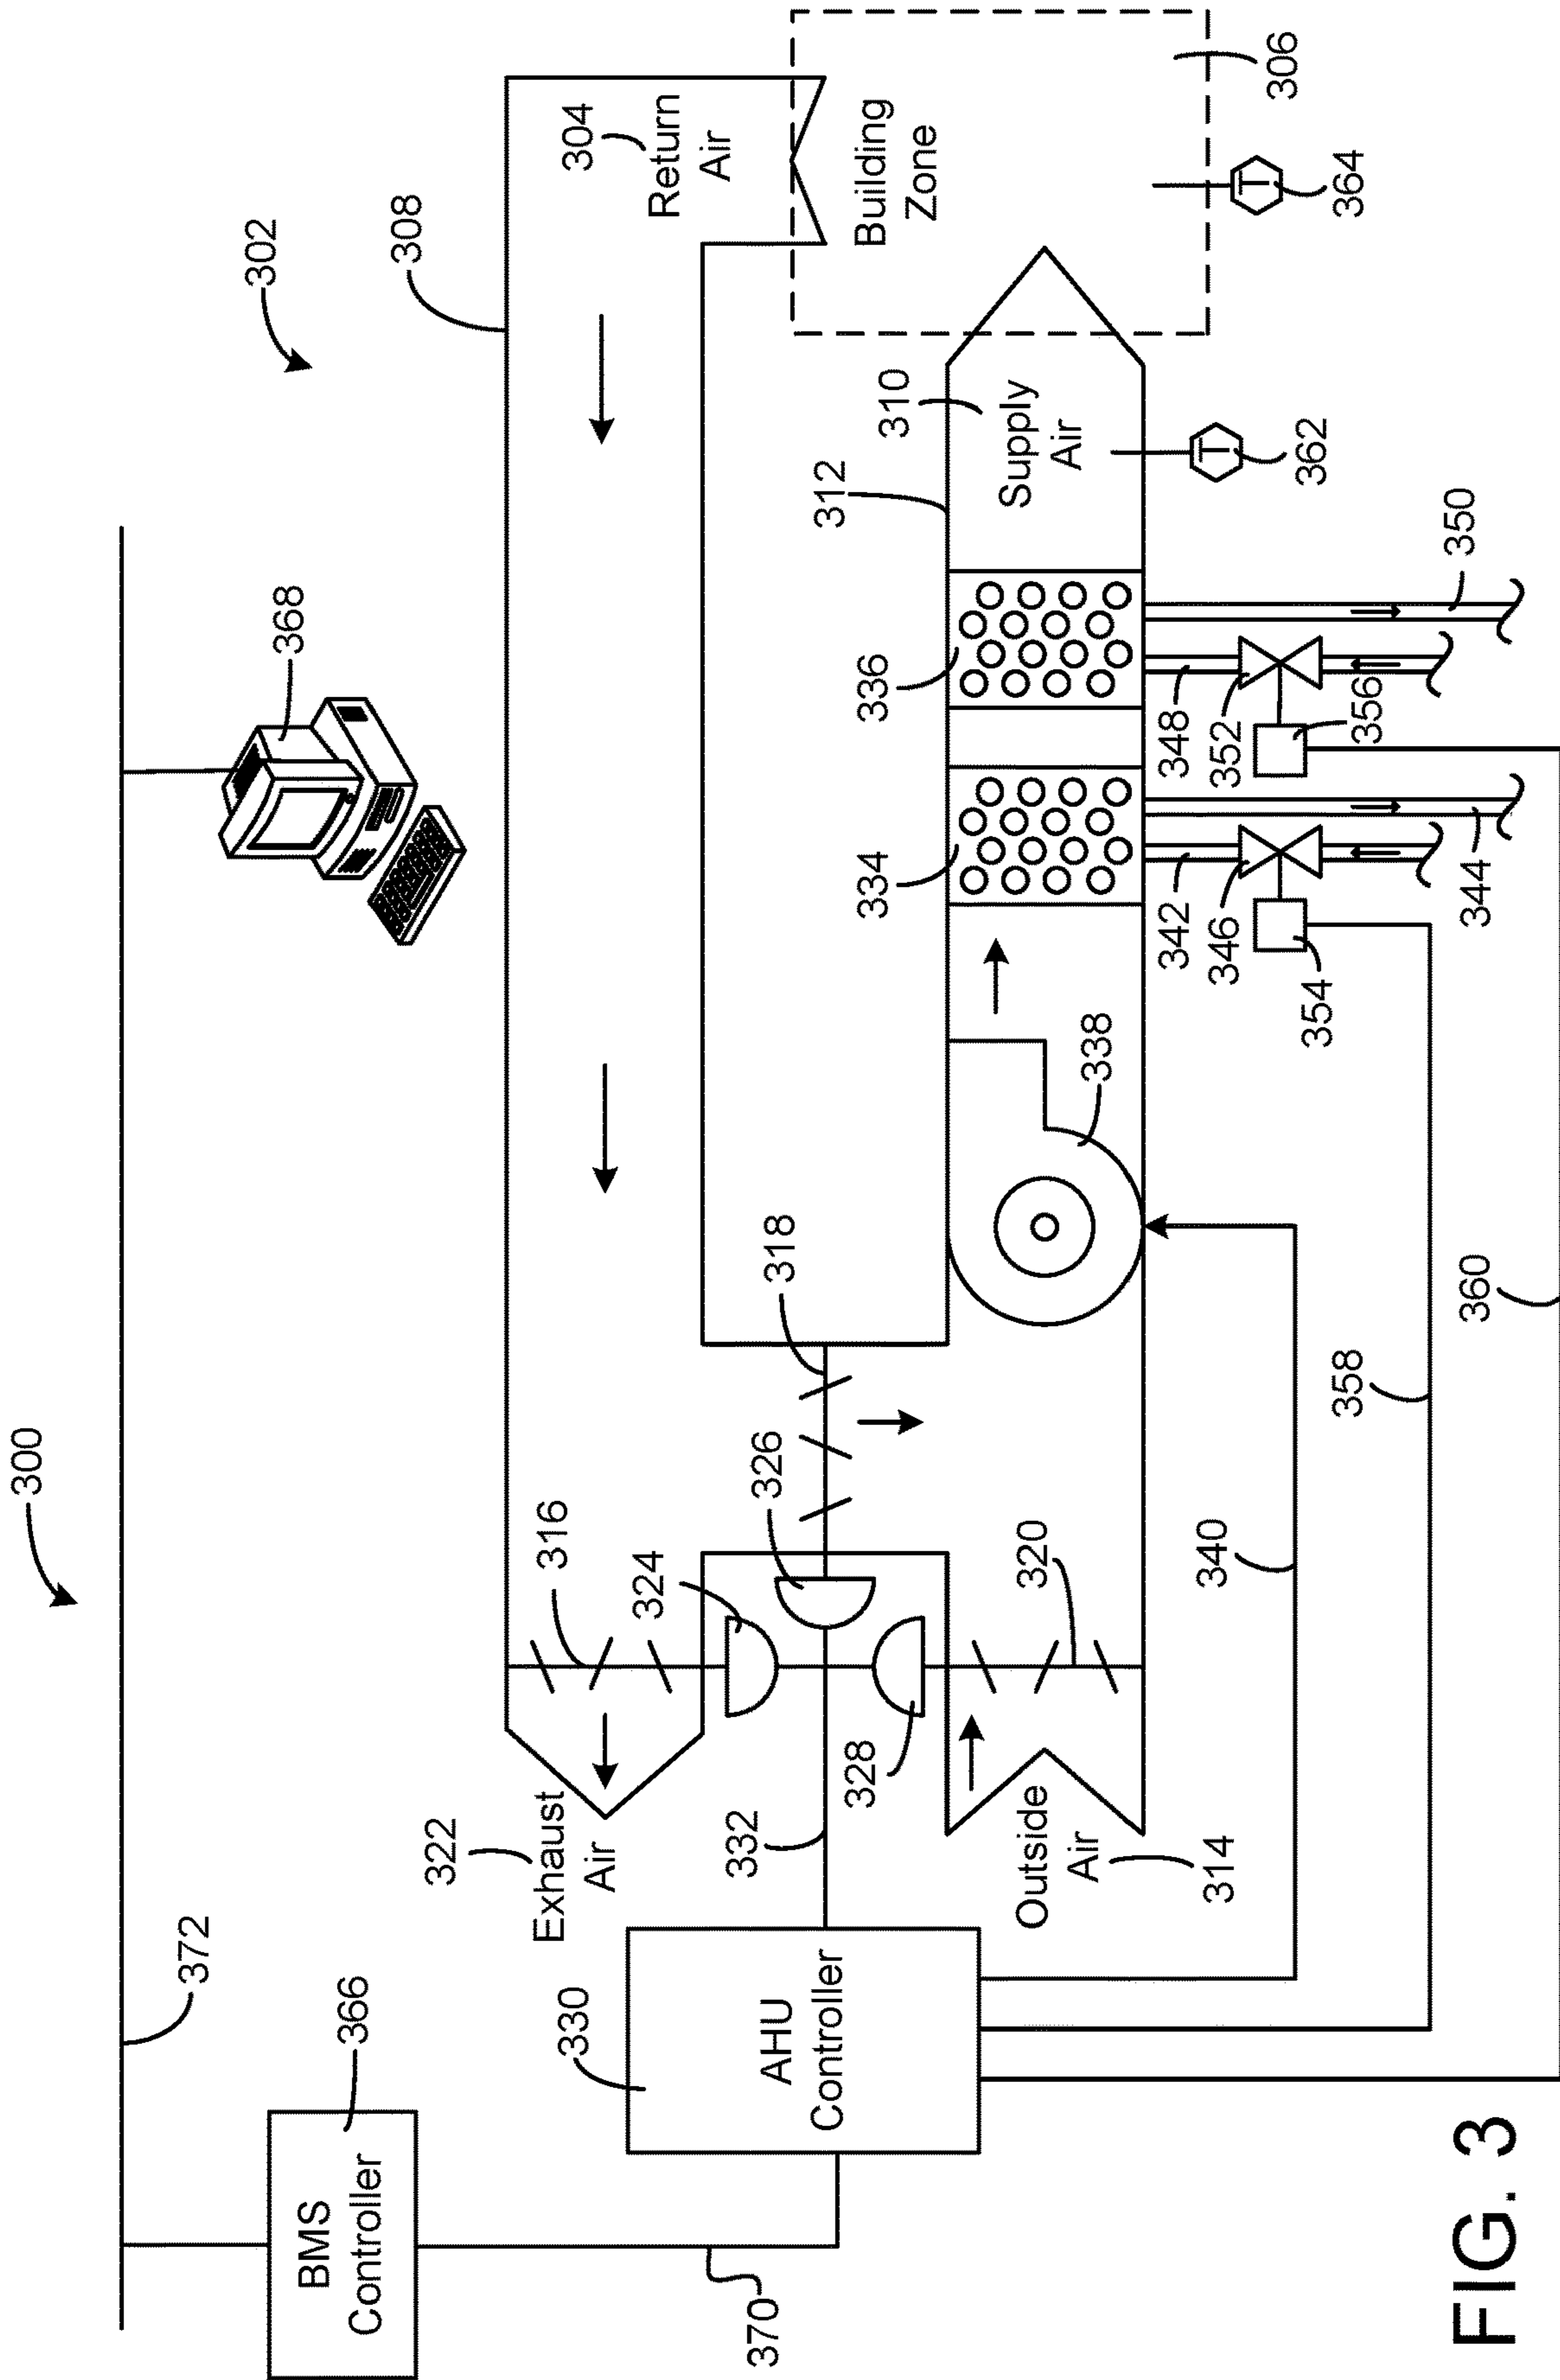 300
372
BMS
Controller
366
368
302
370
308
304
Return
Air
322
Exhaust
Air
316
324
326
318
332
330
AHU
Controller
328
Outside
Air
314
320
338
312
310
Supply
Air
Building
Zone
306
334
336
342
346
354
344
348
352
356
350
T
362
T
364
340
358
360
FIG. 3